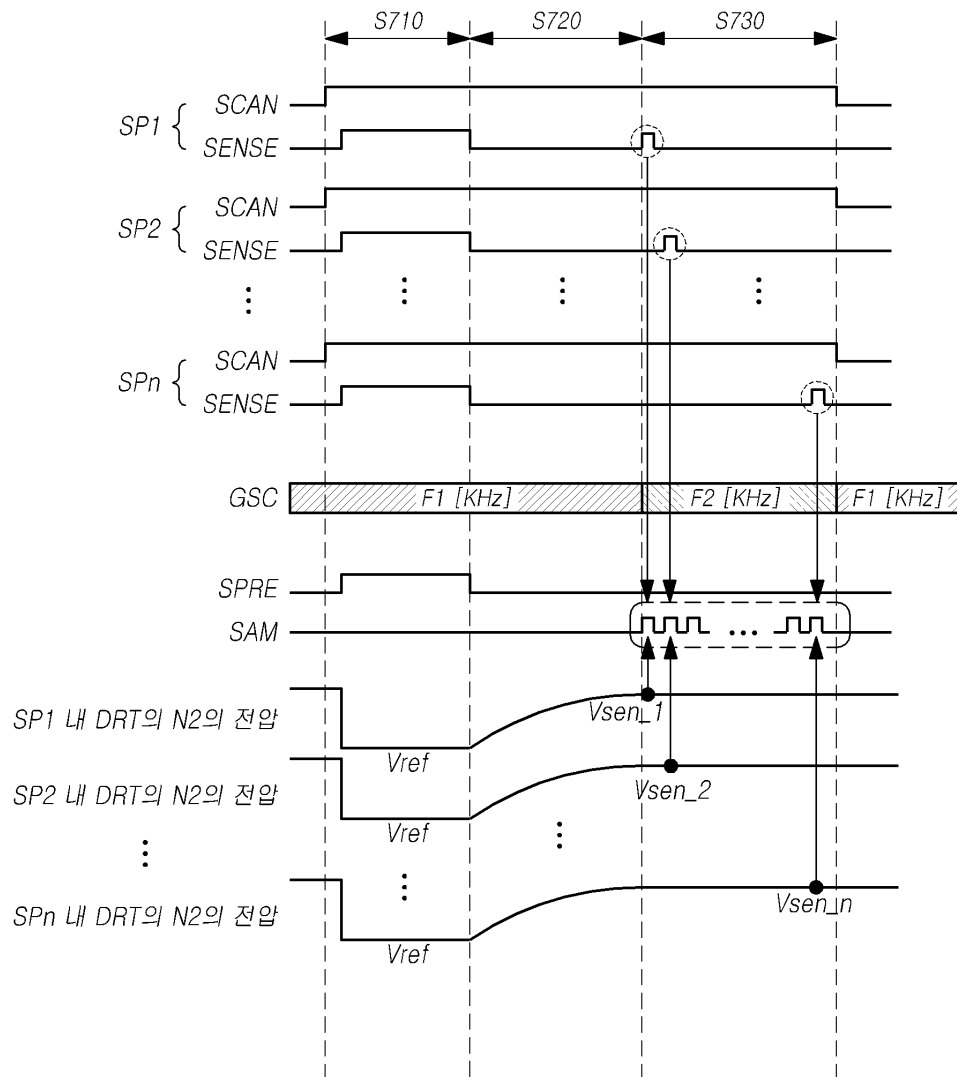 S710 S720 S730
SP1 { SCAN
SENSE
SP2 { SCAN
SENSE
SPn { SCAN
SENSE
GSC F1 [KHz] F2 [KHz] F1 [KHz]
SPRE
SAM
SP1 내 DRT의 N2의 전압 Vref Vsen_1
SP2 내 DRT의 N2의 전압 Vref Vsen_2
SPn 내 DRT의 N2의 전압 Vref Vsen_n